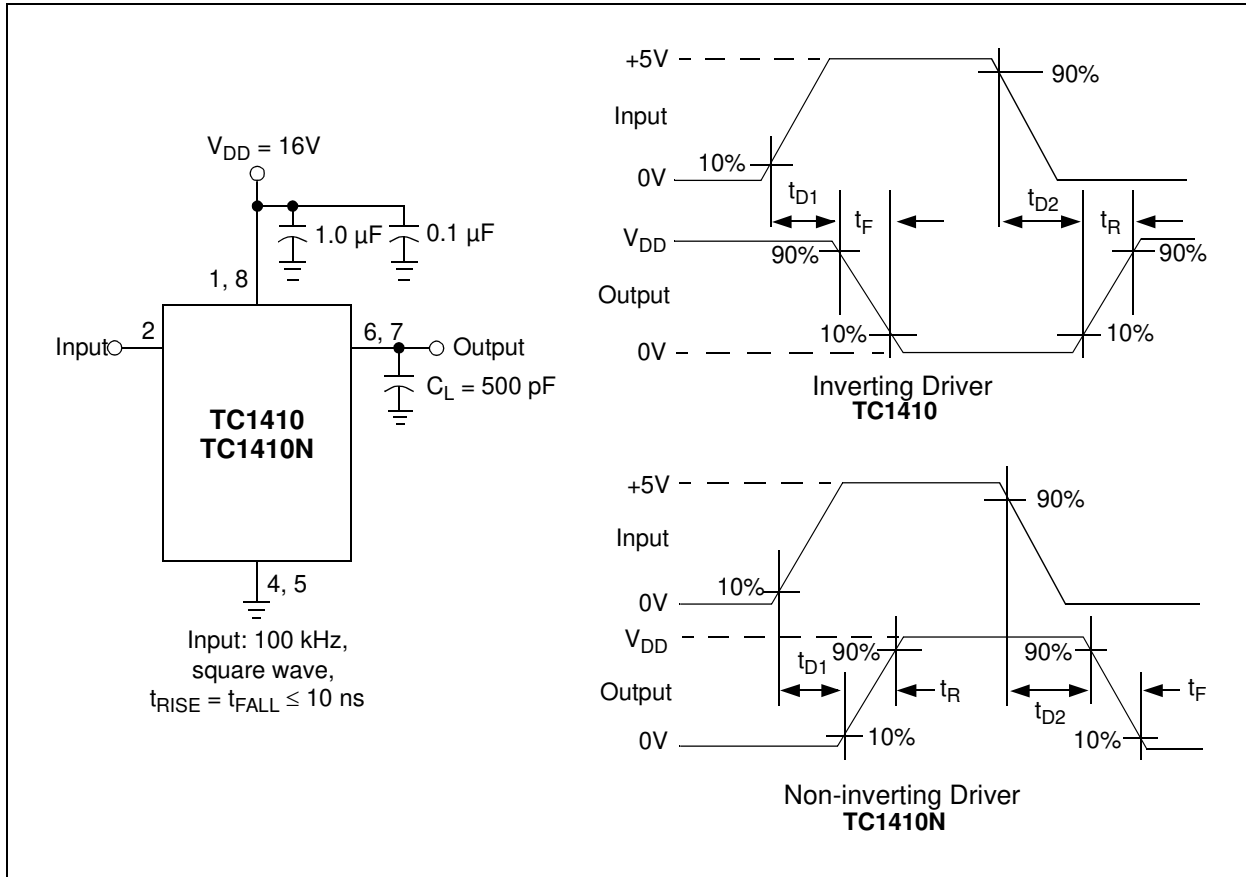 V_DD = 16V
1.0 µF
0.1 µF
1, 8
Input
2
6, 7
Output
C_L = 500 pF
TC1410
TC1410N
4, 5
Input: 100 kHz,
square wave,
t_RISE = t_FALL ≤ 10 ns
+5V
90%
Input
10%
0V
t_D1
t_F
t_D2
t_R
V_DD
90%
90%
Output
10%
10%
0V
Inverting Driver
TC1410
+5V
90%
Input
10%
0V
V_DD
t_D1
90%
90%
Output
t_R
t_D2
t_F
0V
10%
10%
Non-inverting Driver
TC1410N